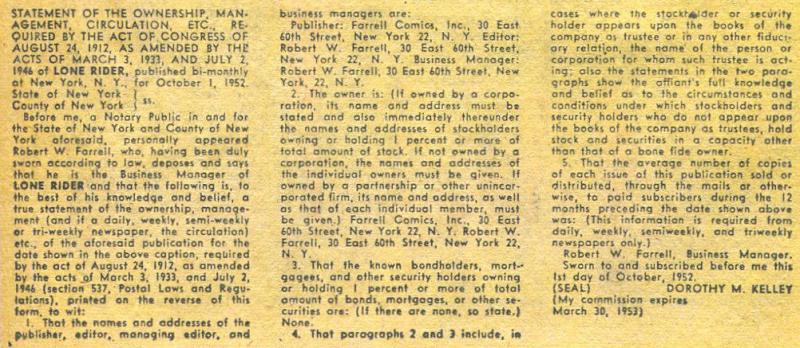 STATEMENT OF THE OWNERSHIP, MAN-
AGEMENT, CIRCULATION, ETC., RE-
QUIRED BY THE ACT OF CONGRESS OF
AUGUST 24, 1912, AS AMENDED BY THE
ACTS OF MARCH 3, 1933, AND JULY 2,
1946 of LONE RIDER, published bi-monthly
at New York, N. Y., for October 1, 1952.
State of New York
County of New York } ss.
Before me, a Notary Public in and for
the State of New York and County of New
York aforesaid, personally appeared
Robert W. Farrell, who, having been duly
sworn according to law, deposes and says
that he is the Business Manager of
LONE RIDER and that the following is, to
the best of his knowledge and belief, a
true statement of the ownership, manage-
ment (and if a daily, weekly, semi-weekly
or tri-weekly newspaper, the circulation)
etc., of the aforesaid publication for the
date shown in the above caption, required
by the act of August 24, 1912, as amended
by the acts of March 3, 1933, and July 2,
1946 (section 537, Postal Laws and Regu-
lations), printed on the reverse of this
form, to wit:
1. That the names and addresses of the
publisher, editor, managing editor, and
business managers are:
Publisher: Farrell Comics, Inc., 30 East
60th Street, New York 22, N. Y. Editor:
Robert W. Farrell, 30 East 60th Street,
New York 22, N. Y. Business Manager:
Robert W. Farrell, 30 East 60th Street, New
York, 22, N. Y.
2. The owner is: (If owned by a corpo-
ration, its name and address must be
stated and also immediately thereunder
the names and addresses of stockholders
owning or holding 1 percent or more of
total amount of stock. If not owned by a
corporation, the names and addresses of
the individual owners must be given. If
owned by a partnership or other unincor-
porated firm, its name and address, as well
as that of each individual member, must
be given.) Farrell Comics, Inc., 30 East
60th Street, New York 22, N. Y. Robert W.
Farrell, 30 East 60th Street, New York 22,
N. Y.
3. That the known bondholders, mort-
gagees, and other security holders owning
or holding 1 percent or more of total
amount of bonds, mortgages, or other se-
curities are: (If there are none, so state.)
None.
4. That paragraphs 2 and 3 include, in
cases where the stockholder or security
holder appears upon the books of the
company as trustee or in any other fiduci-
ary relation, the name of the person or
corporation for whom such trustee is act-
ing; also the statements in the two para-
graphs show the affiant's full knowledge
and belief as to the circumstances and
conditions under which stockholders and
security holders who do not appear upon
the books of the company as trustees, hold
stock and securities in a capacity other
than that of a bona fide owner.
5. That the average number of copies
of each issue of this publication sold or
distributed, through the mails or other-
wise, to paid subscribers during the 12
months preceding the date shown above
was: (This information is required from
daily, weekly, semiweekly, and triweekly
newspapers only.)
Robert W. Farrell, Business Manager.
Sworn to and subscribed before me this
1st day of October, 1952.
(SEAL) DOROTHY M. KELLEY
(My commission expires
March 30, 1953)